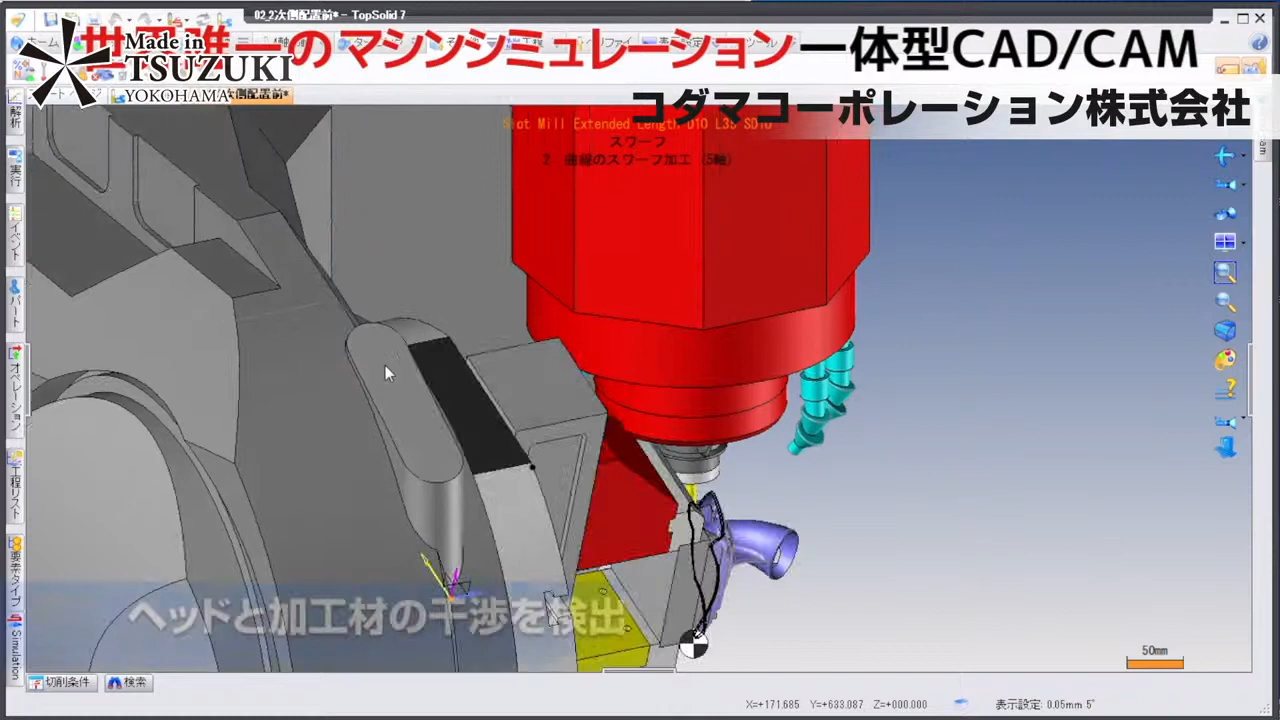 02_2次側配置前* - TopSolid 7
世界唯一のマシンシミュレーション一体型CAD/CAM
Made in
TSUZUKI
YOKOHAMA
次側配置前*
コダマコーポレーション株式会社
Slot Mill Extended Length D10 L35 SD10
スワーフ
2 曲線のスワーフ加工 (5軸)
解析
実行
イベント
パート
オペレーション
工程リスト
要素タイプ
Simulation
ヘッドと加工材の干渉を検出
50mm
切削条件
検索
X=+171.685 Y=+633.087 Z=+000.000
表示設定: 0.05mm 5°